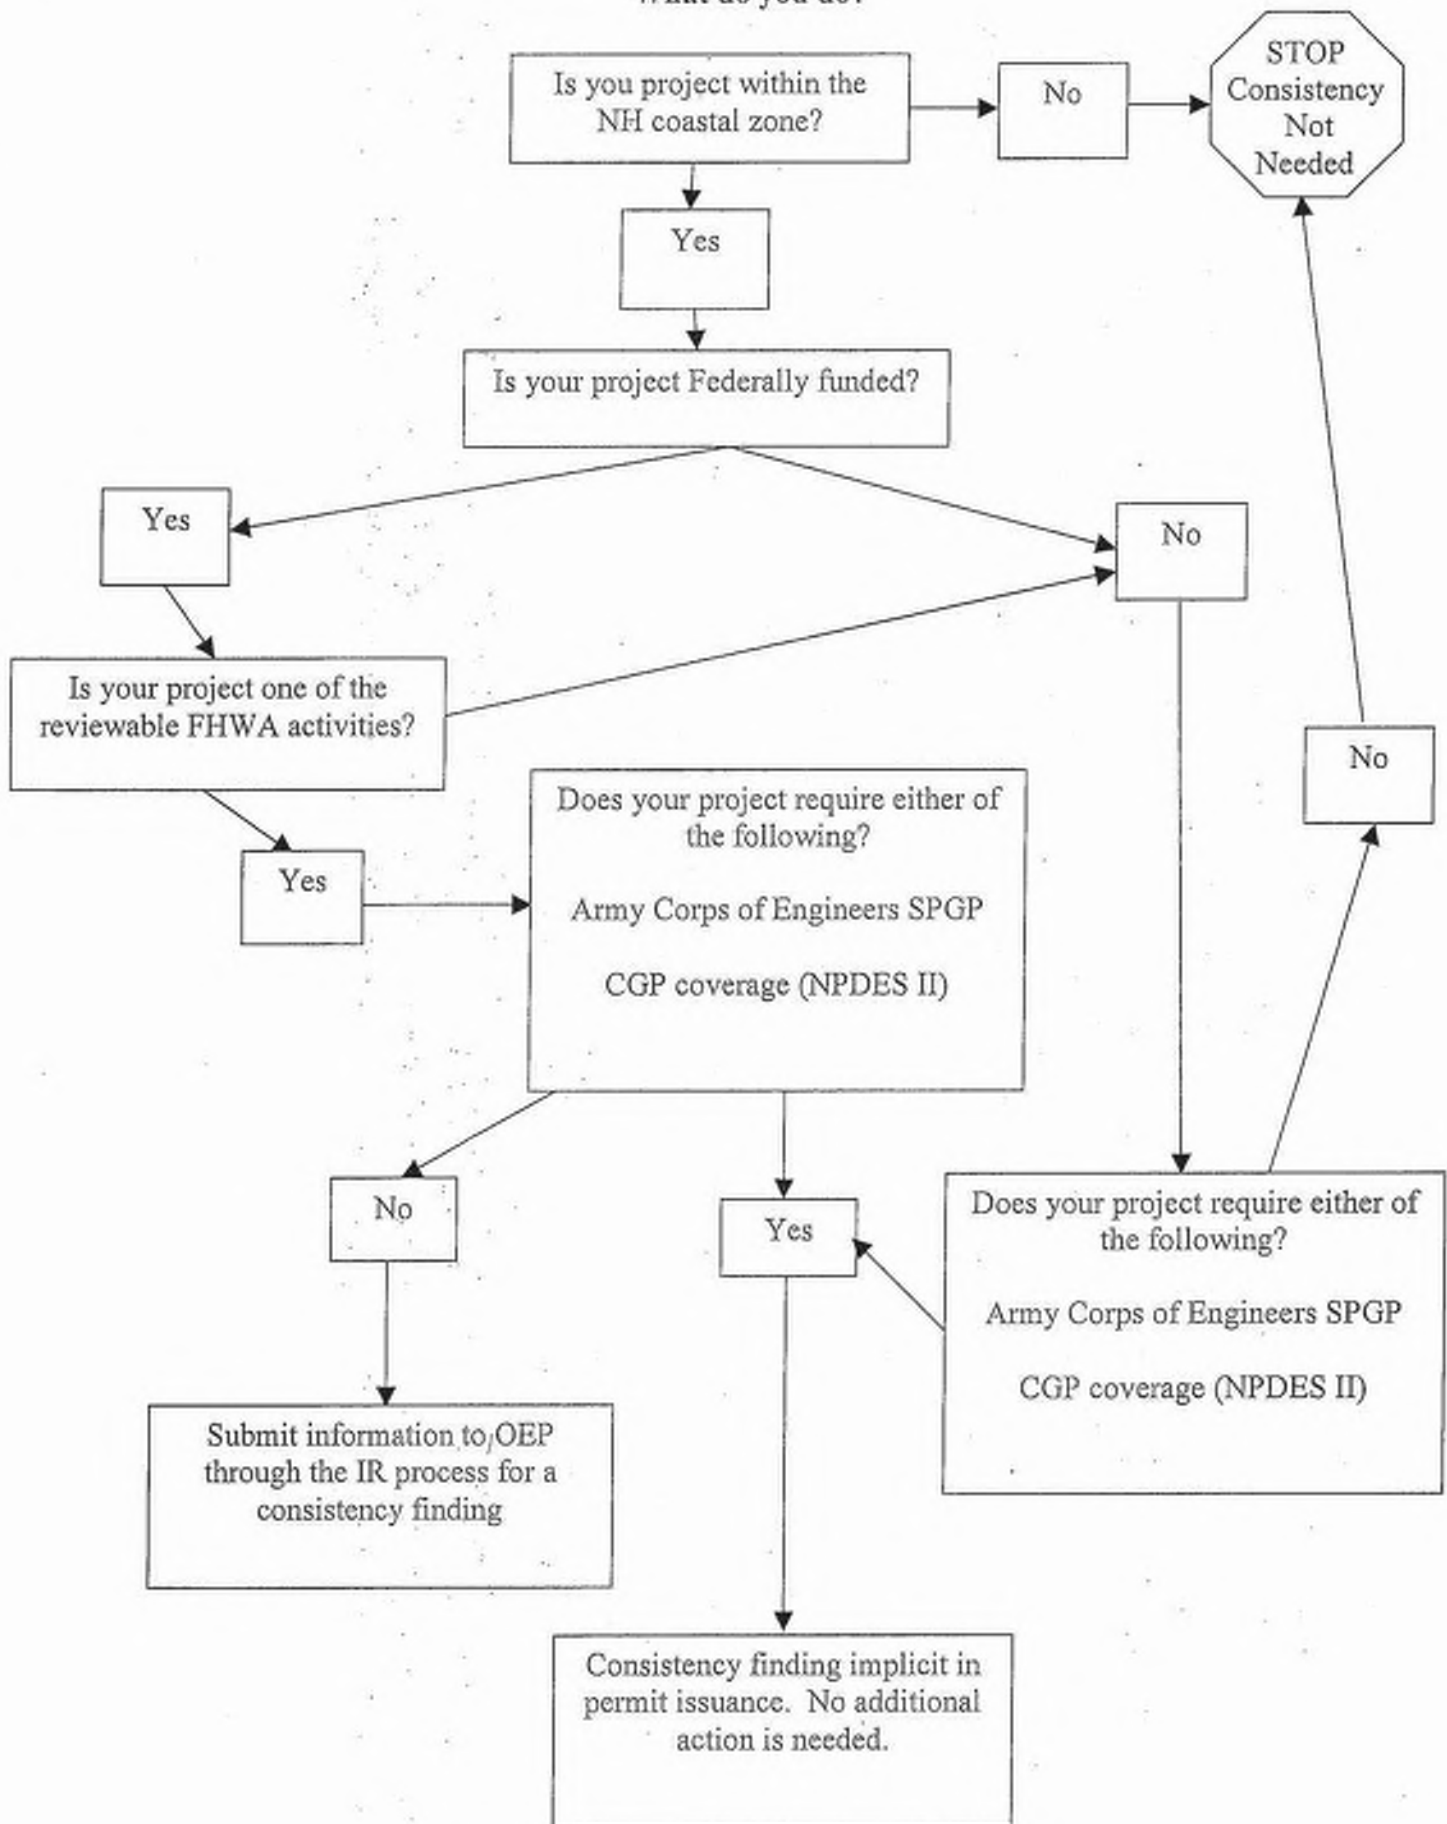 What do you do?
Is you project within the
NH coastal zone?
No
STOP
Consistency
Not
Needed
Yes
Is your project Federally funded?
Yes
No
Is your project one of the
reviewable FHWA activities?
No
Yes
Does your project require either of
the following?
Army Corps of Engineers SPGP
CGP coverage (NPDES II)
No
Yes
Does your project require either of
the following?
Army Corps of Engineers SPGP
CGP coverage (NPDES II)
Submit information to OEP
through the IR process for a
consistency finding
Consistency finding implicit in
permit issuance. No additional
action is needed.